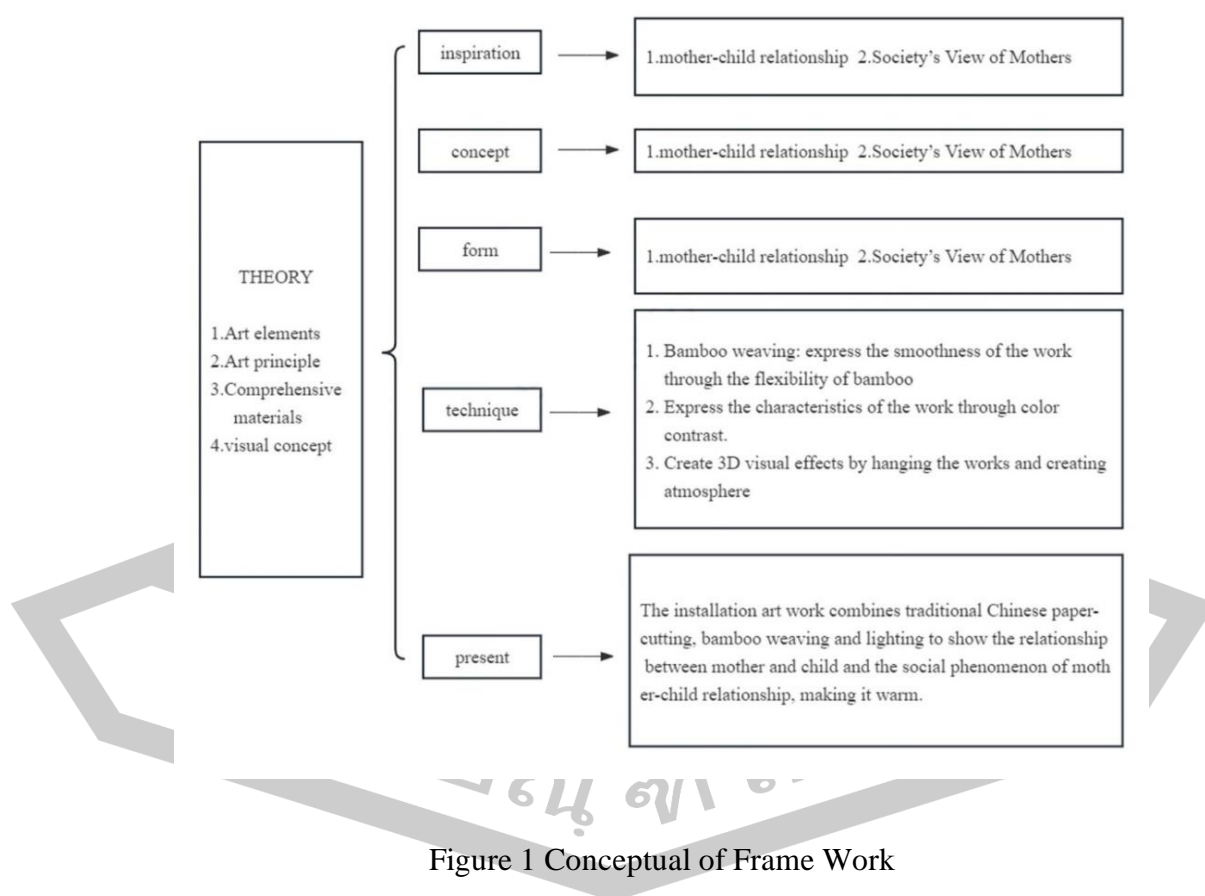 inspiration
1.mother-child relationship 2.Society's View of Mothers
concept
1.mother-child relationship 2.Society's View of Mothers
form
1.mother-child relationship 2.Society's View of Mothers
THEORY
1.Art elements
2.Art principle
3.Comprehensive
materials
4.visual concept
technique
1. Bamboo weaving: express the smoothness of the work
through the flexibility of bamboo
2. Express the characteristics of the work through color
contrast.
3. Create 3D visual effects by hanging the works and creating
atmosphere
present
The installation art work combines traditional Chinese paper-
cutting, bamboo weaving and lighting to show the relationship
between mother and child and the social phenomenon of moth
er-child relationship, making it warm.
Figure 1 Conceptual of Frame Work